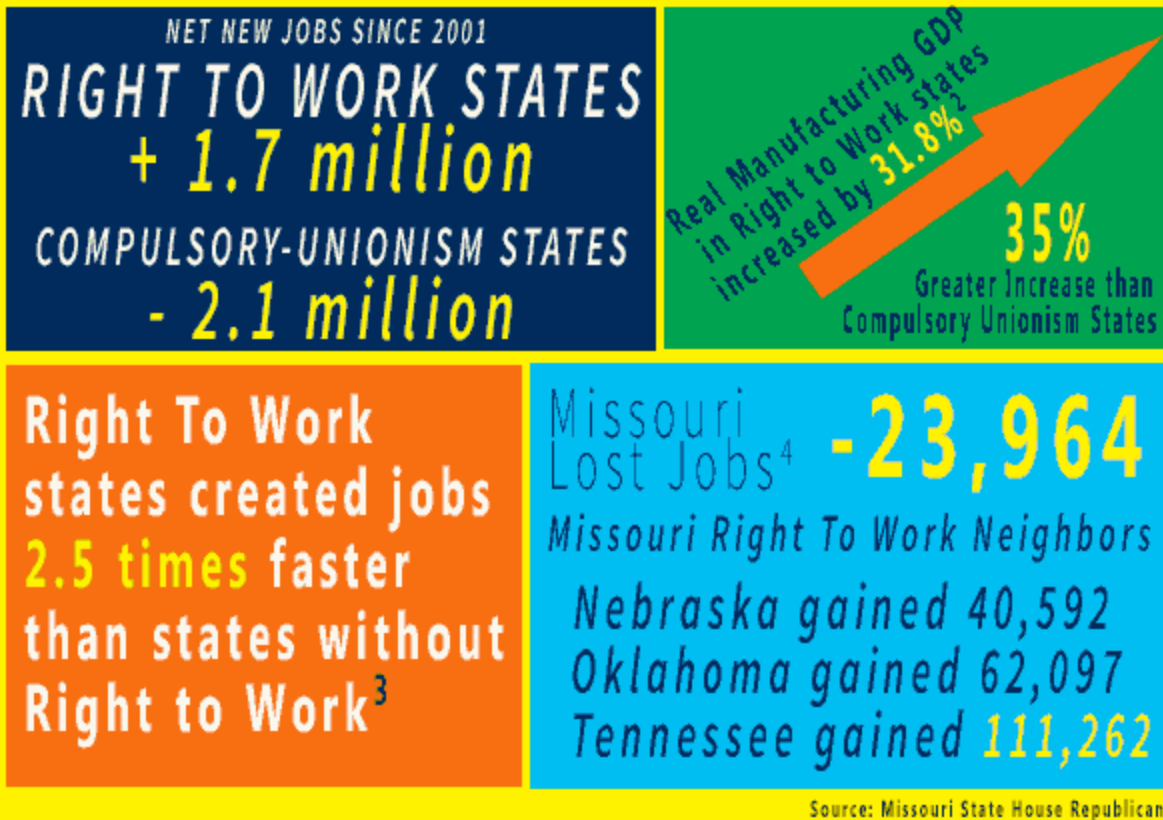 NET NEW JOBS SINCE 2001
RIGHT TO WORK STATES
+ 1.7 million
COMPULSORY-UNIONISM STATES
- 2.1 million
Real Manufacturing GDP
in Right to Work states
increased by 31.8%²
35%
Greater Increase than
Compulsory Unionism States
Right To Work
states created jobs
2.5 times faster
than states without
Right to Work³
Missouri
Lost Jobs⁴
-23,964
Missouri Right To Work Neighbors
Nebraska gained 40,592
Oklahoma gained 62,097
Tennessee gained 111,262
Source: Missouri State House Republican